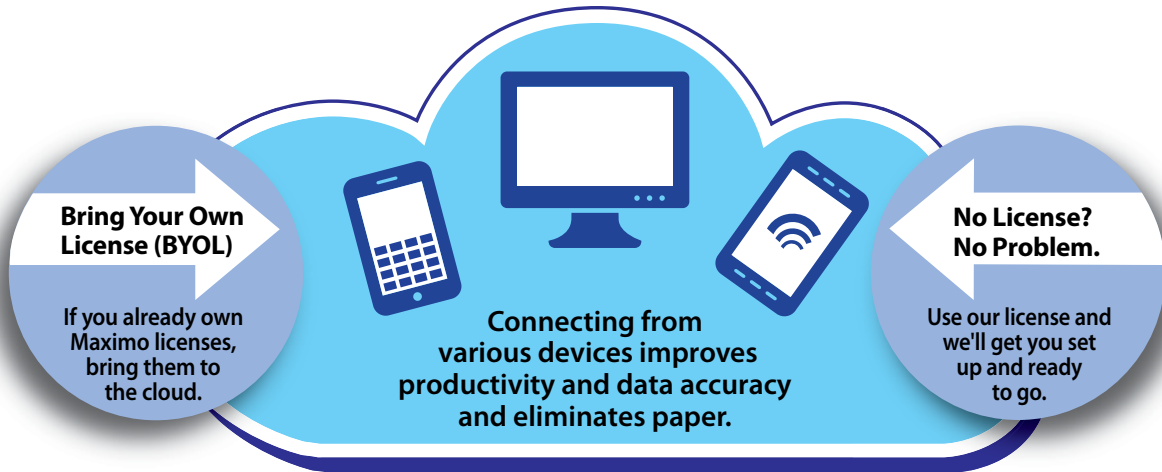 Bring Your Own
License (BYOL)
If you already own
Maximo licenses,
bring them to
the cloud.
Connecting from
various devices improves
productivity and data accuracy
and eliminates paper.
No License?
No Problem.
Use our license and
we'll get you set
up and ready
to go.